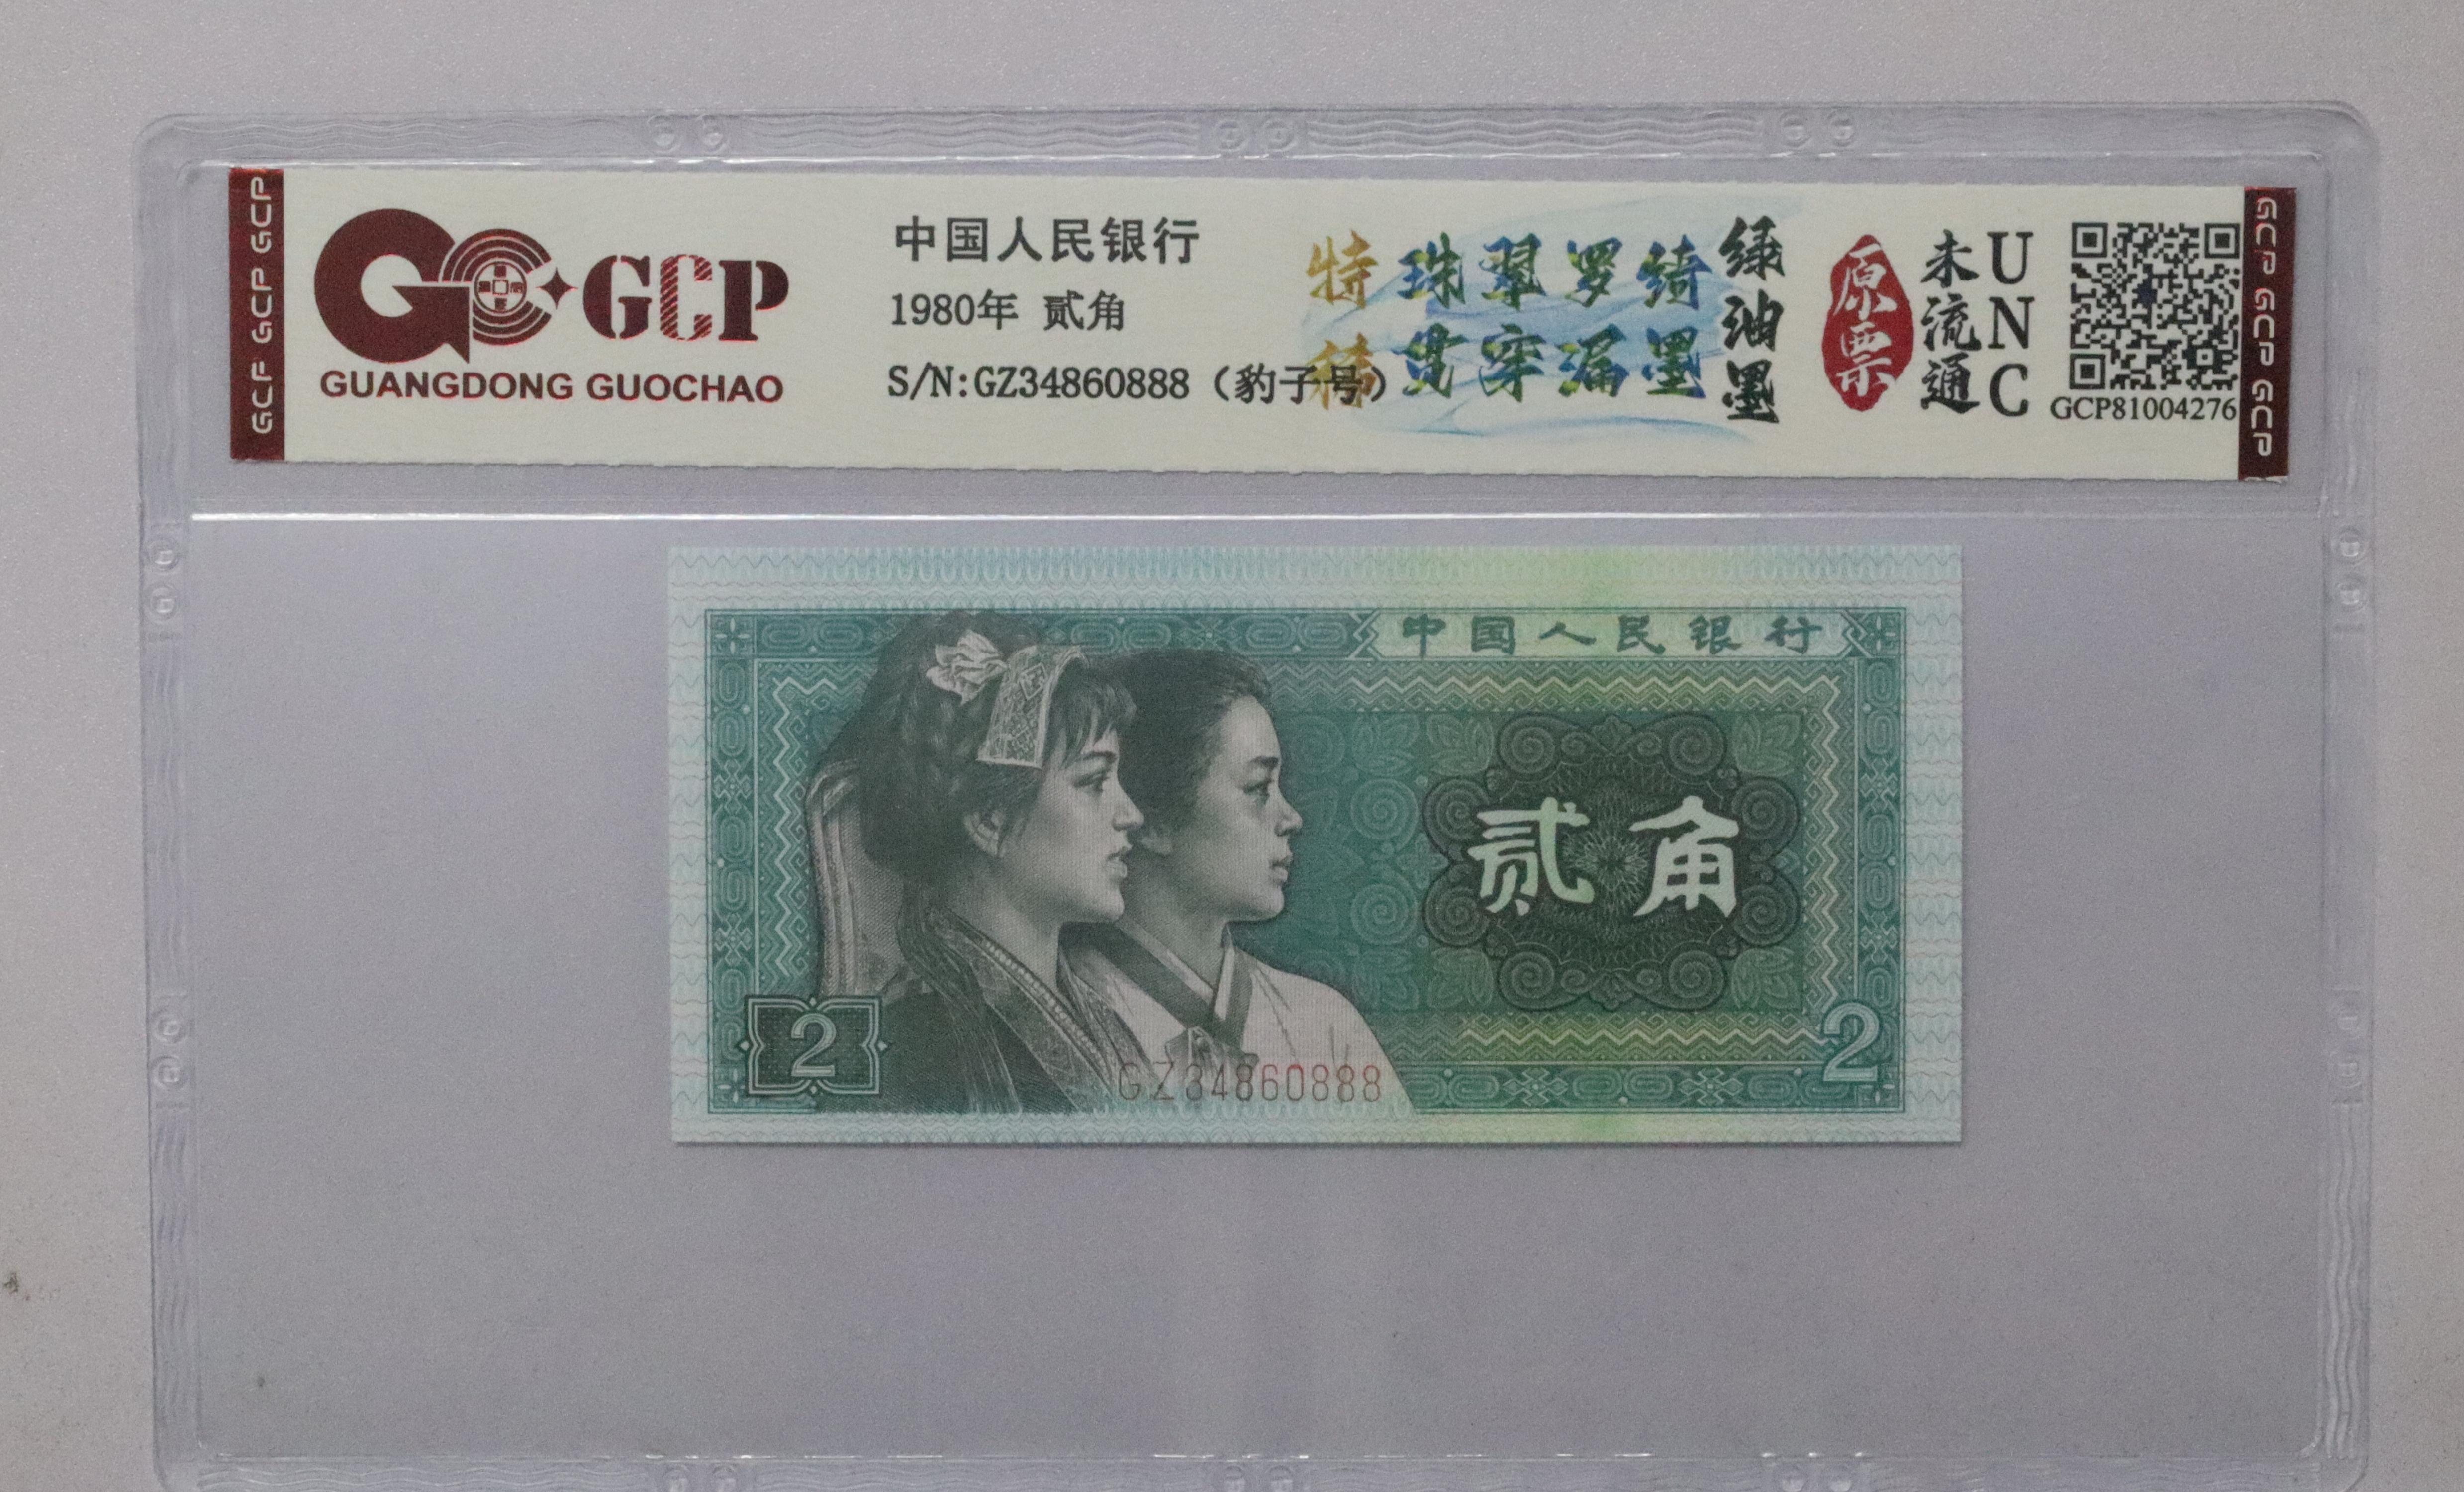 GCP GCP GCP
GCP
GUANGDONG GUOCHAO
中国人民银行
1980年 贰角
S/N:GZ34860888（豹子号）
特稀
珠翠罗绮
贯穿漏墨
绿油墨
原票
未流通
UNC
GCP81004276
GCP GCP GCP
中国人民银行
贰角
2
2
GZ34860888